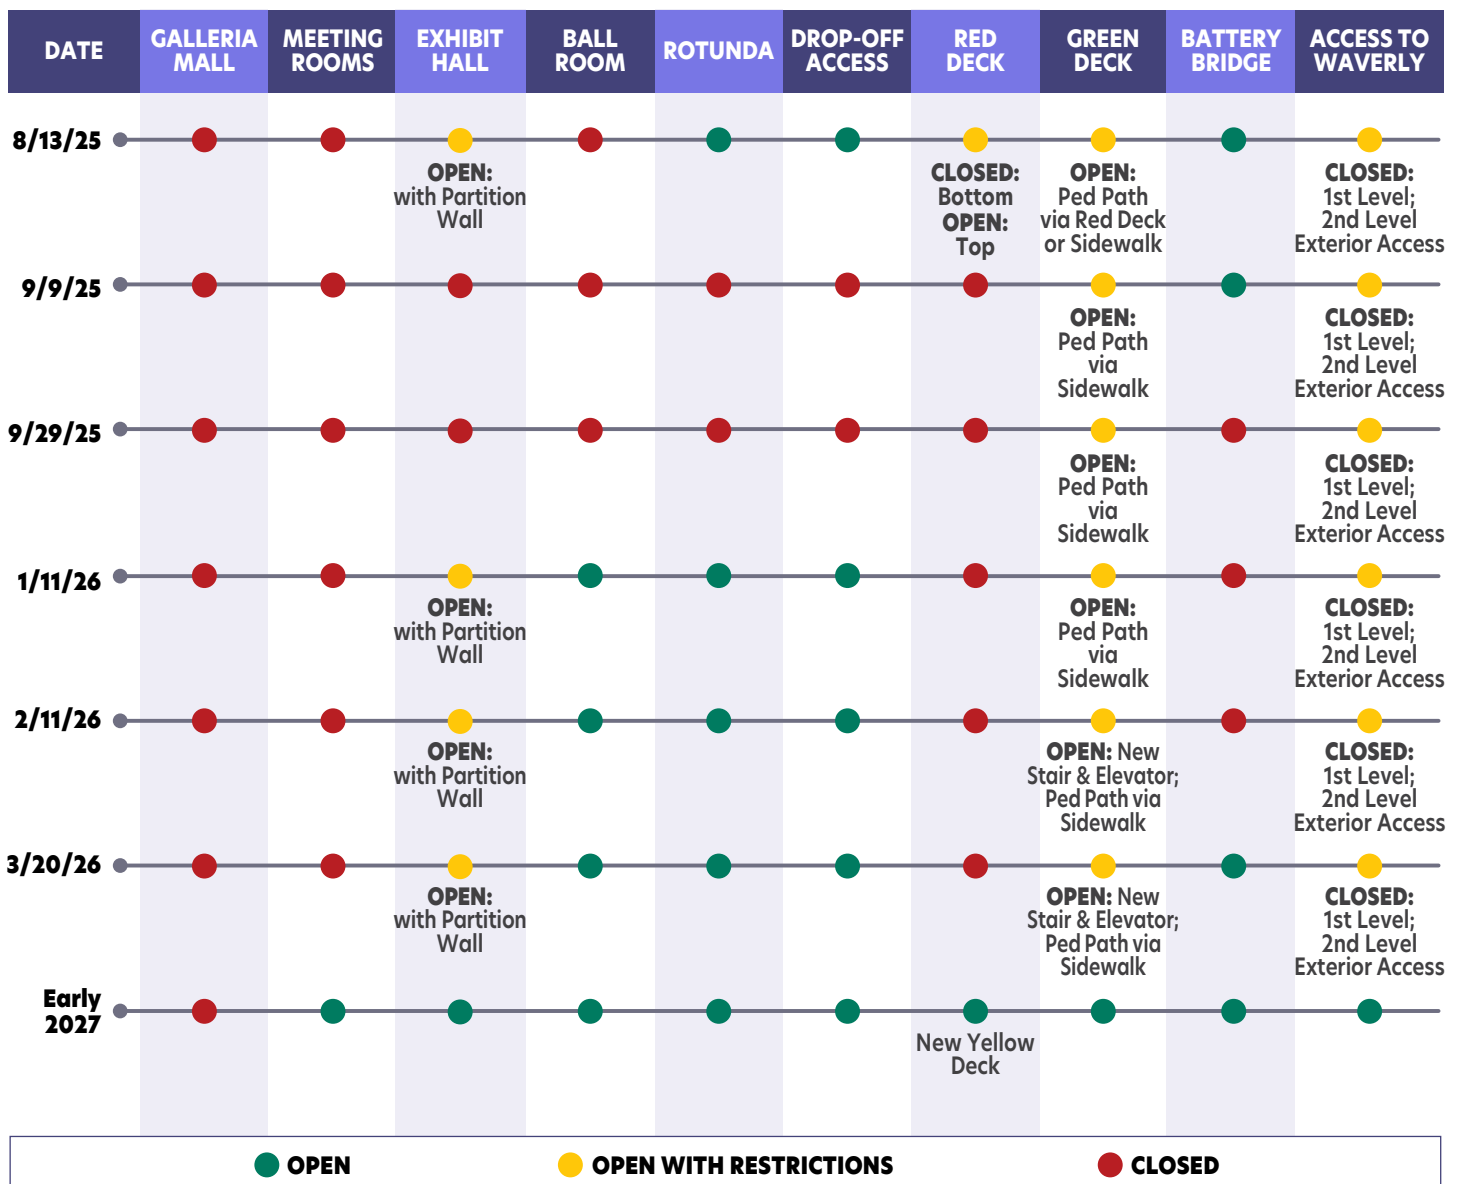 DATE
GALLERIA
MALL
MEETING
ROOMS
EXHIBIT
HALL
BALL
ROOM
ROTUNDA
DROP-OFF
ACCESS
RED
DECK
GREEN
DECK
BATTERY
BRIDGE
ACCESS TO
WAVERLY
8/13/25
OPEN:
with Partition
Wall
CLOSED:
Bottom
OPEN:
Top
OPEN:
Ped Path
via Red Deck
or Sidewalk
CLOSED:
1st Level;
2nd Level
Exterior Access
9/9/25
OPEN:
Ped Path
via
Sidewalk
CLOSED:
1st Level;
2nd Level
Exterior Access
9/29/25
OPEN:
Ped Path
via
Sidewalk
CLOSED:
1st Level;
2nd Level
Exterior Access
1/11/26
OPEN:
with Partition
Wall
OPEN:
Ped Path
via
Sidewalk
CLOSED:
1st Level;
2nd Level
Exterior Access
2/11/26
OPEN:
with Partition
Wall
OPEN: New
Stair & Elevator;
Ped Path via
Sidewalk
CLOSED:
1st Level;
2nd Level
Exterior Access
3/20/26
OPEN:
with Partition
Wall
OPEN: New
Stair & Elevator;
Ped Path via
Sidewalk
CLOSED:
1st Level;
2nd Level
Exterior Access
Early
2027
New Yellow
Deck
OPEN
OPEN WITH RESTRICTIONS
CLOSED